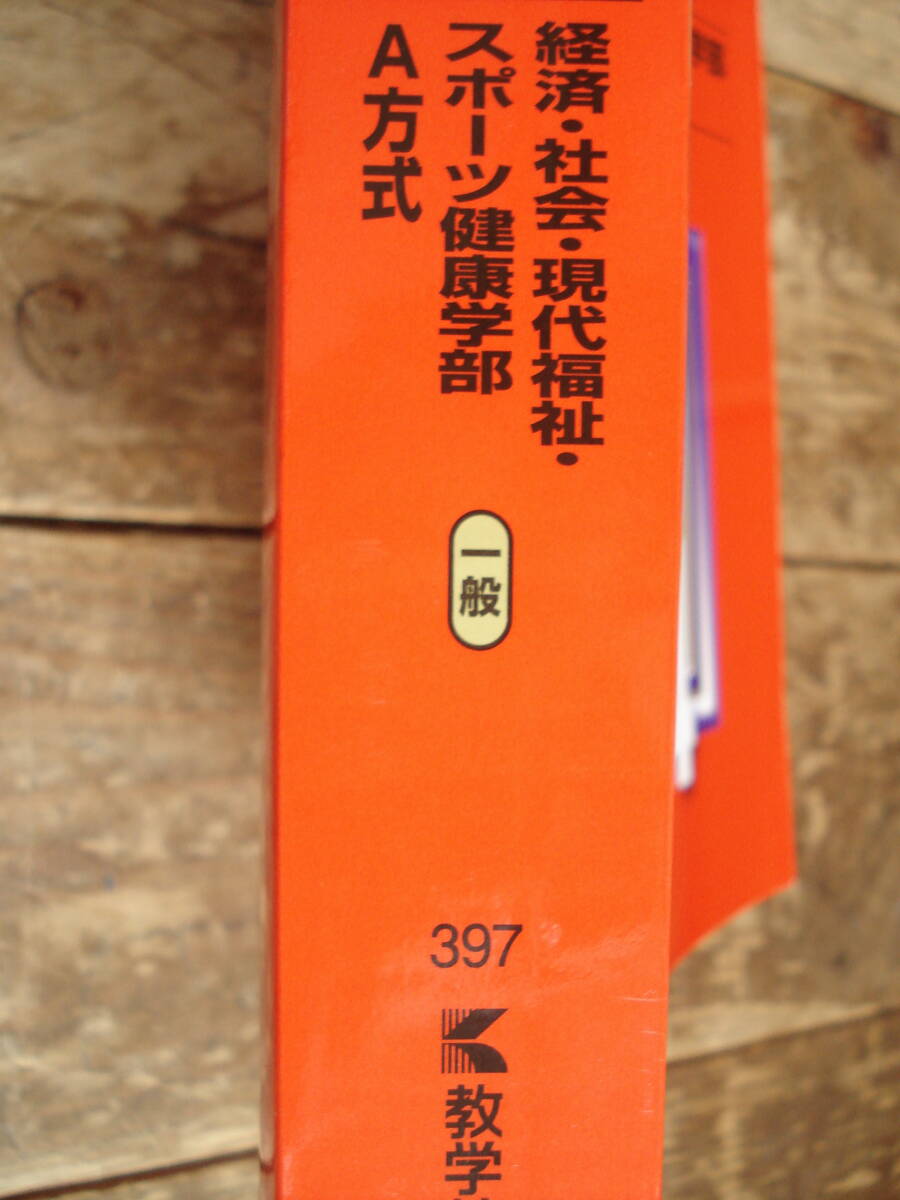 経済・社会・現代福祉・
スポーツ健康学部
A方式
一般
397
教学